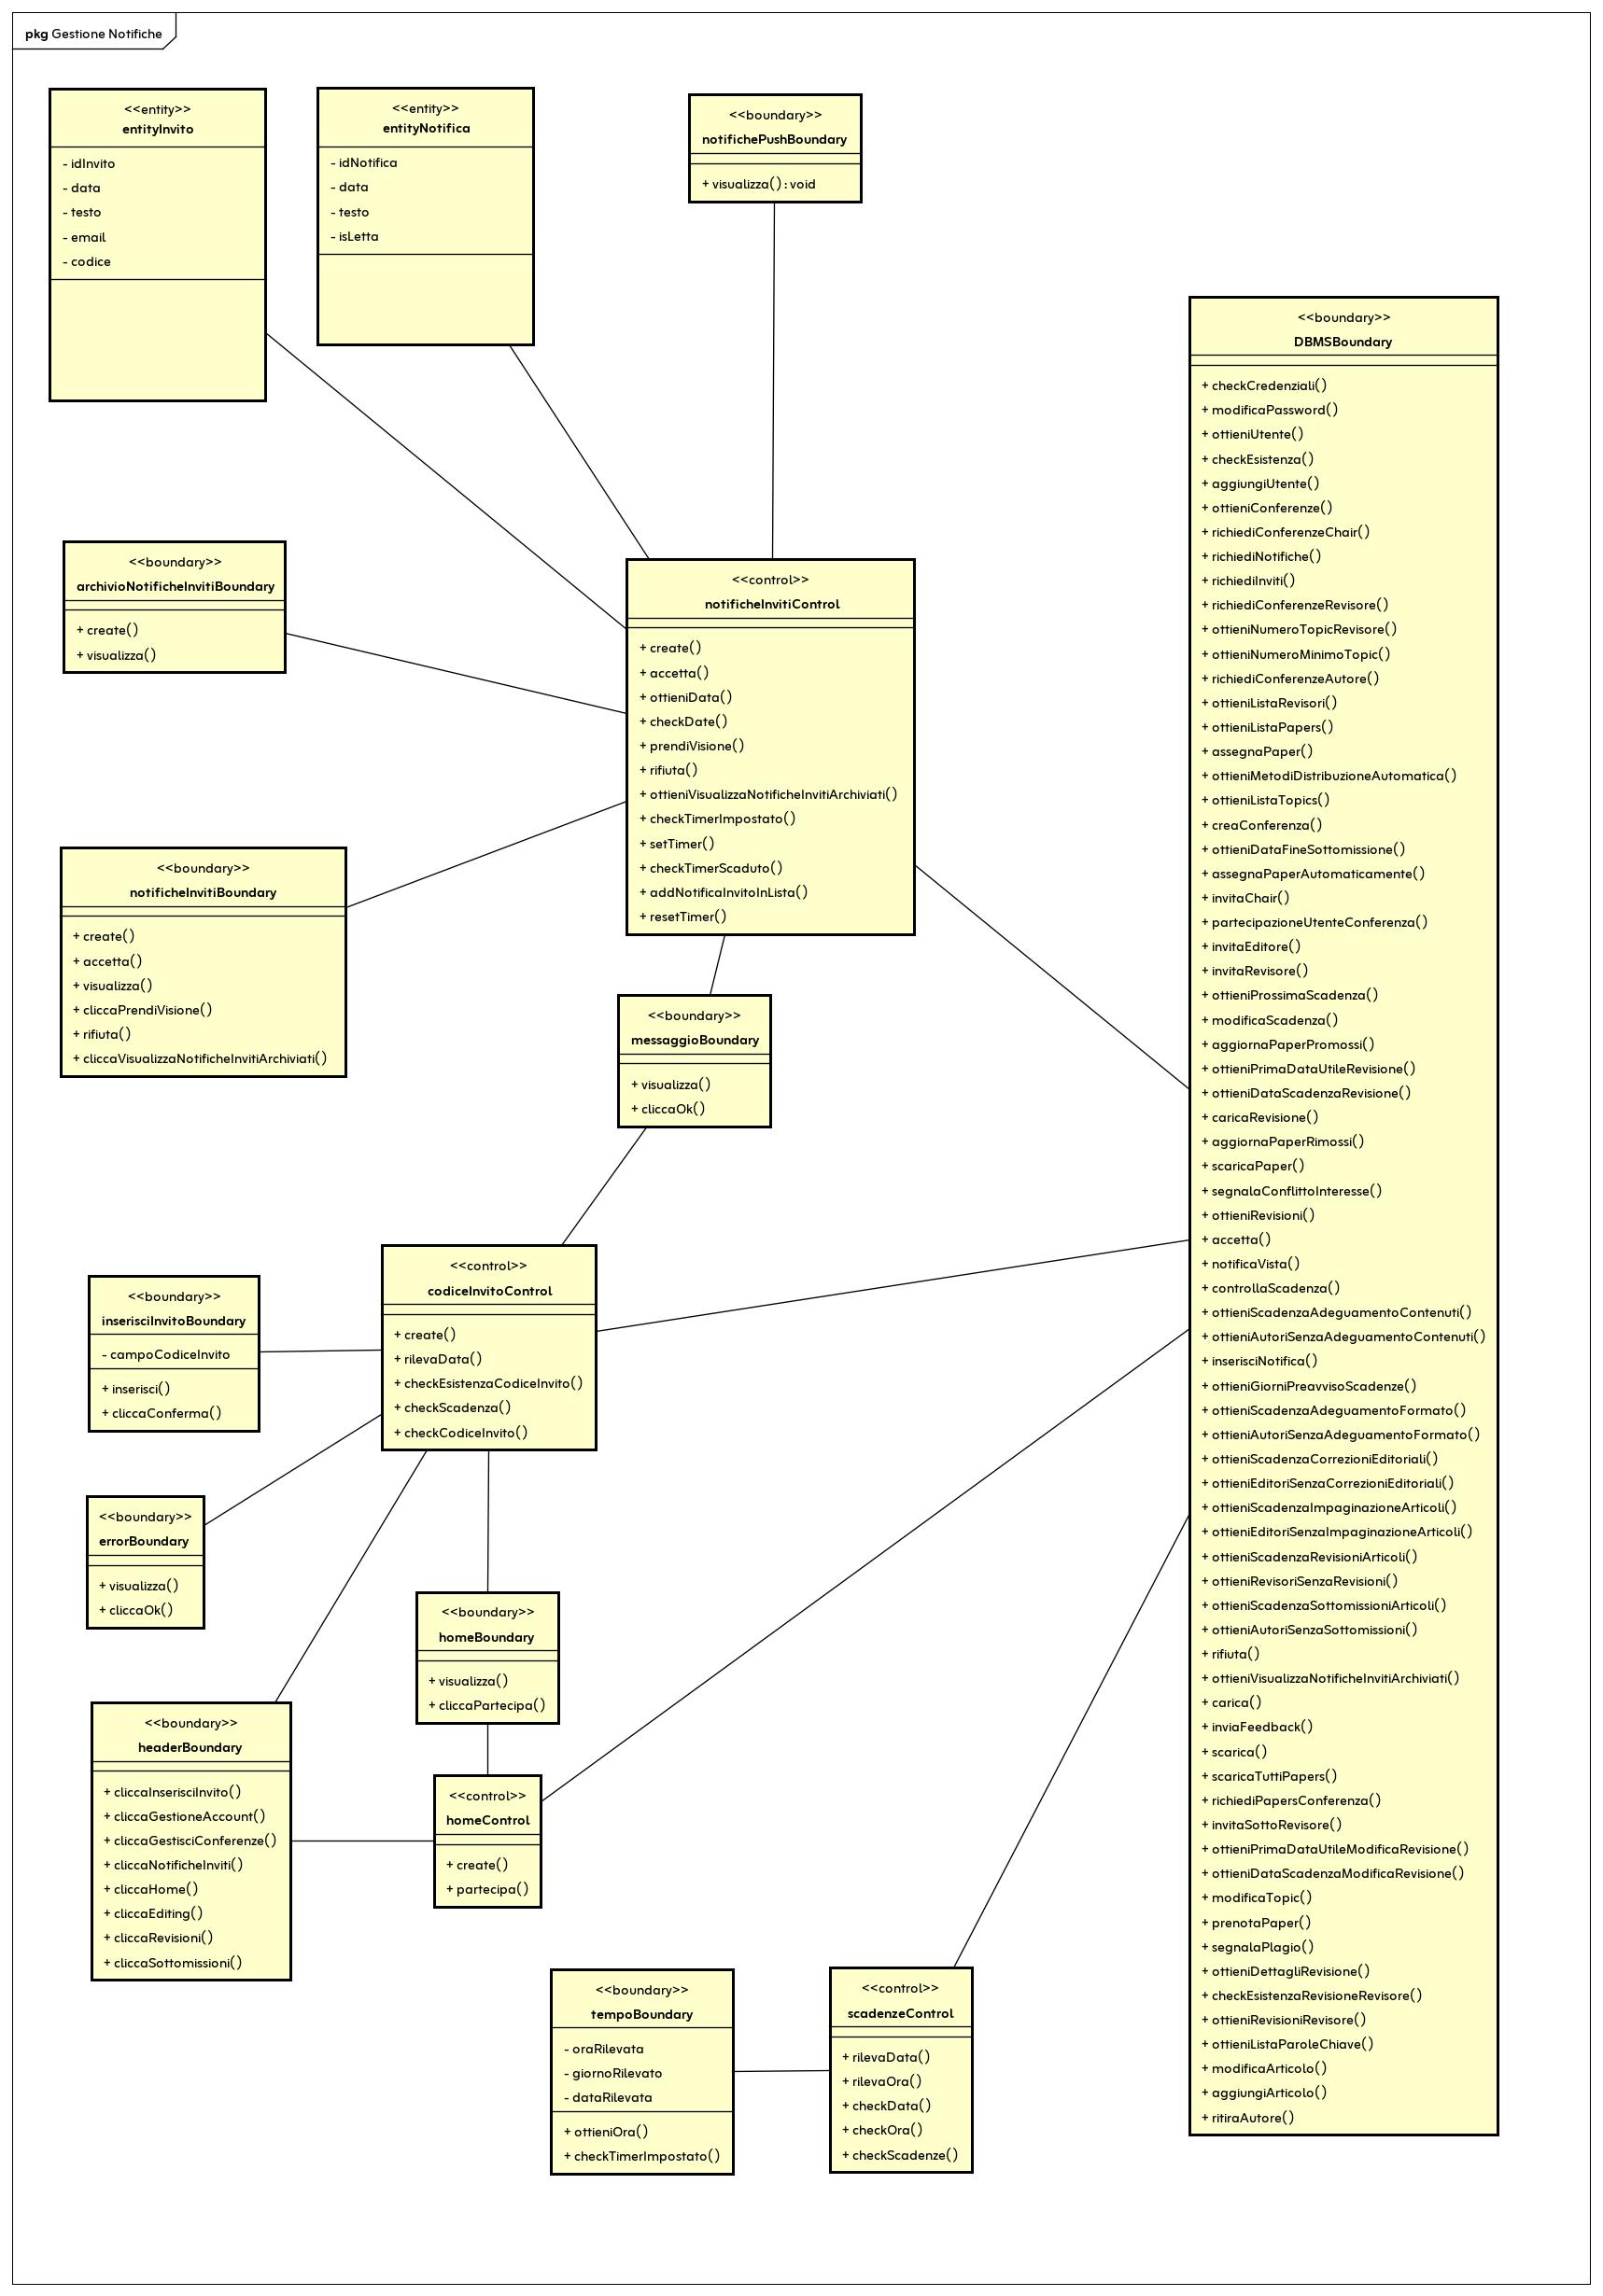 pkg Gestione Notifiche
<<entity>>
entityInvito
- idInvito
- data
- testo
- email
- codice
<<entity>>
entityNotifica
- idNotifica
- data
- testo
- isLetta
<<boundary>>
notifichePushBoundary
+ visualizza() : void
<<boundary>>
DBMSBoundary
+ checkCredenziali()
+ modificaPassword()
+ ottieniUtente()
+ checkEsistenza()
+ aggiungiUtente()
+ ottieniConferenze()
+ richiediConferenzeChair()
+ richiediNotifiche()
+ richiediInviti()
+ richiediConferenzeRevisore()
+ ottieniNumeroTopicRevisore()
+ ottieniNumeroMinimoTopic()
+ richiediConferenzeAutore()
+ ottieniListaRevisori()
+ ottieniListaPapers()
+ assegnaPaper()
+ ottieniMetodiDistribuzioneAutomatica()
+ ottieniListaTopics()
+ creaConferenza()
+ ottieniDataFineSottomissione()
+ assegnaPaperAutomaticamente()
+ invitaChair()
+ partecipazioneUtenteConferenza()
+ invitaEditore()
+ invitaRevisore()
+ ottieniProssimaScadenza()
+ modificaScadenza()
+ aggiornaPaperPromossi()
+ ottieniPrimaDataUtileRevisione()
+ ottieniDataScadenzaRevisione()
+ caricaRevisione()
+ aggiornaPaperRimossi()
+ scaricaPaper()
+ segnalaConflittoInteresse()
+ ottieniRevisioni()
+ accetta()
+ notificaVista()
+ controllaScadenza()
+ ottieniScadenzaAdeguamentoContenuti()
+ ottieniAutoriSenzaAdeguamentoContenuti()
+ inserisciNotifica()
+ ottieniGiorniPreavvisoScadenze()
+ ottieniScadenzaAdeguamentoFormato()
+ ottieniAutoriSenzaAdeguamentoFormato()
+ ottieniScadenzaCorrezioniEditoriali()
+ ottieniEditoriSenzaCorrezioniEditoriali()
+ ottieniScadenzaImpaginazioneArticoli()
+ ottieniEditoriSenzaImpaginazioneArticoli()
+ ottieniScadenzaRevisioniArticoli()
+ ottieniRevisoriSenzaRevisioni()
+ ottieniScadenzaSottomissioniArticoli()
+ ottieniAutoriSenzaSottomissioni()
+ rifiuta()
+ ottieniVisualizzaNotificheInvitiArchiviati()
+ carica()
+ inviaFeedback()
+ scarica()
+ scaricaTuttiPapers()
+ richiediPapersConferenza()
+ invitaSottoRevisore()
+ ottieniPrimaDataUtileModificaRevisione()
+ ottieniDataScadenzaModificaRevisione()
+ modificaTopic()
+ prenotaPaper()
+ segnalaPlagio()
+ ottieniDettagliRevisione()
+ checkEsistenzaRevisioneRevisore()
+ ottieniRevisioniRevisore()
+ ottieniListaParoleChiave()
+ modificaArticolo()
+ aggiungiArticolo()
+ ritiraAutore()
<<boundary>>
archivioNotificheInvitiBoundary
+ create()
+ visualizza()
<<control>>
notificheInvitiControl
+ create()
+ accetta()
+ ottieniData()
+ checkDate()
+ prendiVisione()
+ rifiuta()
+ ottieniVisualizzaNotificheInvitiArchiviati()
+ checkTimerImpostato()
+ setTimer()
+ checkTimerScaduto()
+ addNotificaInvitoInLista()
+ resetTimer()
<<boundary>>
notificheInvitiBoundary
+ create()
+ accetta()
+ visualizza()
+ cliccaPrendiVisione()
+ rifiuta()
+ cliccaVisualizzaNotificheInvitiArchiviati()
<<boundary>>
messaggioBoundary
+ visualizza()
+ cliccaOk()
<<control>>
codiceInvitoControl
+ create()
+ rilevaData()
+ checkEsistenzaCodiceInvito()
+ checkScadenza()
+ checkCodiceInvito()
<<boundary>>
inserisciInvitoBoundary
- campoCodiceInvito
+ inserisci()
+ cliccaConferma()
<<boundary>>
errorBoundary
+ visualizza()
+ cliccaOk()
<<boundary>>
homeBoundary
+ visualizza()
+ cliccaPartecipa()
<<boundary>>
headerBoundary
+ cliccaInserisciInvito()
+ cliccaGestioneAccount()
+ cliccaGestisciConferenze()
+ cliccaNotificheInviti()
+ cliccaHome()
+ cliccaEditing()
+ cliccaRevisioni()
+ cliccaSottomissioni()
<<control>>
homeControl
+ create()
+ partecipa()
<<boundary>>
tempoBoundary
- oraRilevata
- giornoRilevato
- dataRilevata
+ ottieniOra()
+ checkTimerImpostato()
<<control>>
scadenzeControl
+ rilevaData()
+ rilevaOra()
+ checkData()
+ checkOra()
+ checkScadenze()